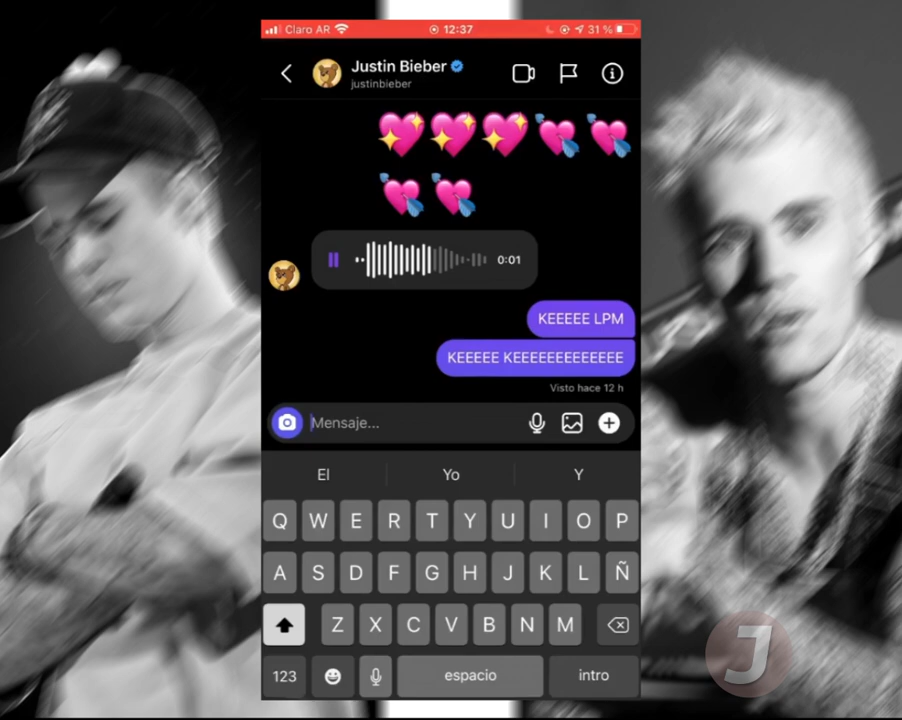 Claro AR 12:37 31 %
Justin Bieber
justinbieber
0:01
KEEEEE LPM
KEEEEE KEEEEEEEEEEEEE
Visto hace 12 h
Mensaje...
El Yo Y
Q W E R T Y U I O P
A S D F G H J K L Ñ
Z X C V B N M
123 espacio intro
J